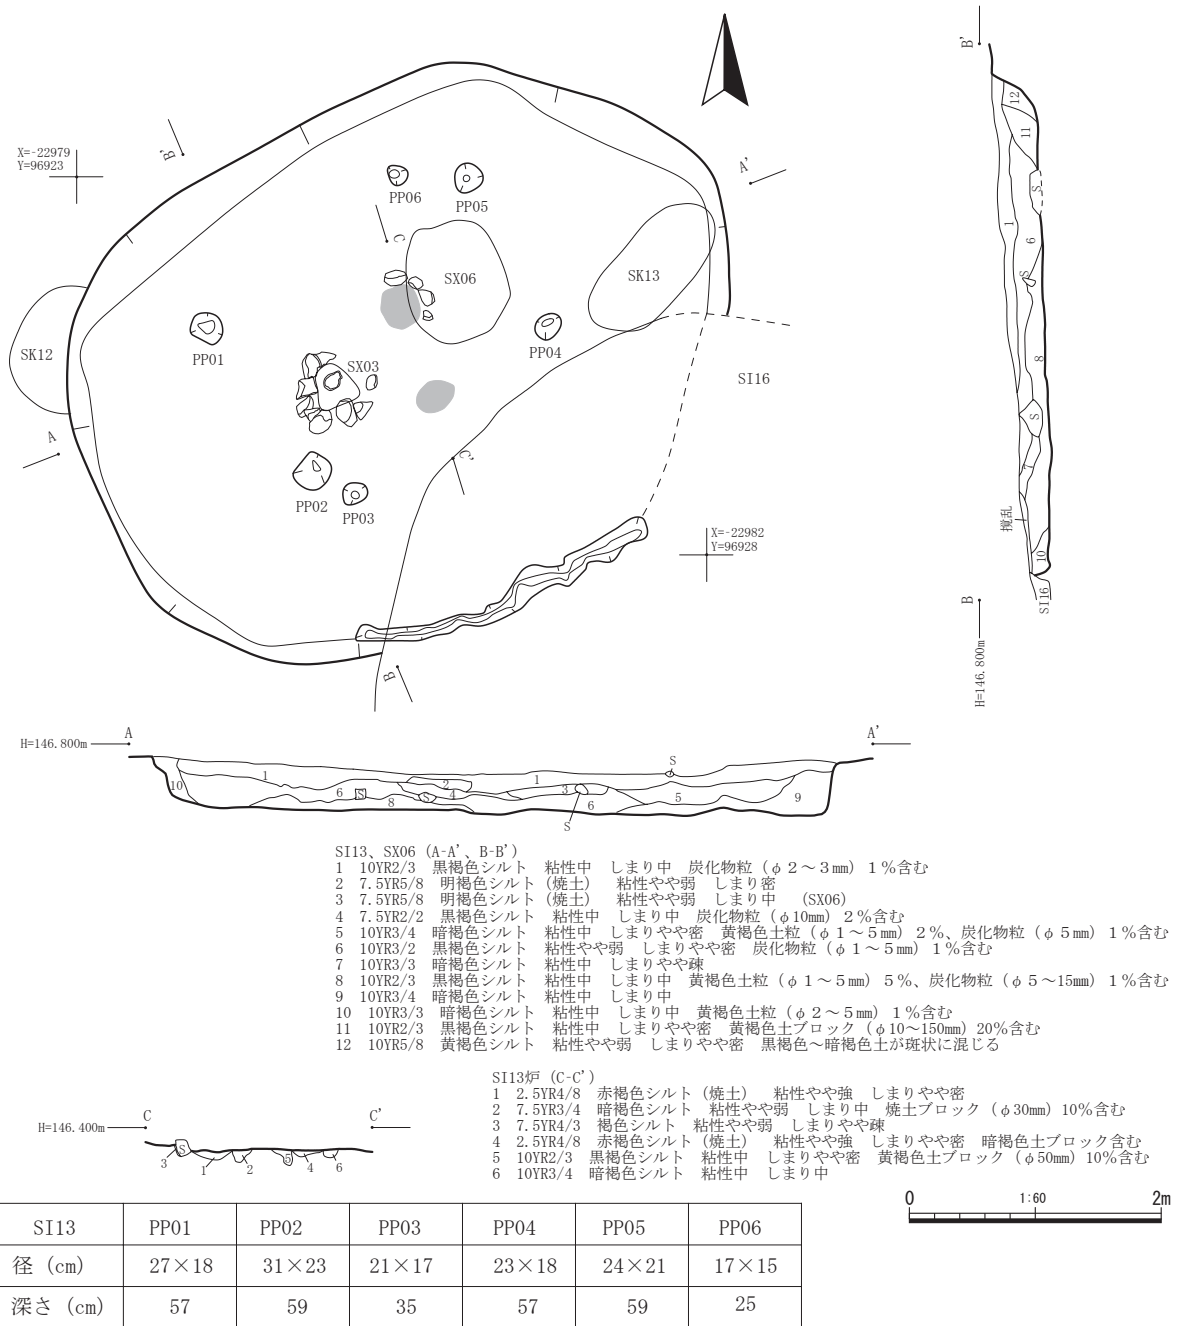 B'
X=-22979
Y=96923
B'
A'
PP06
PP05
C
SX06
SK13
SK12
PP01
PP04
SX03
SI16
A
C'
PP02
PP03
X=-22982
Y=96928
B
12
11
S
1
6
S
8
S
7
撹乱
10
SI16
B
H=146.800m
A
A'
H=146.800m
S
1
1
10
2
3
6
S
8
S
4
6
5
9
S
SI13、SX06（A-A'、B-B'）
1 10YR2/3 黒褐色シルト 粘性中 しまり中 炭化物粒（φ２～３mm）１％含む
2 7.5YR5/8 明褐色シルト（焼土） 粘性やや弱 しまり密
3 7.5YR5/8 明褐色シルト（焼土） 粘性やや弱 しまり中 （SX06）
4 7.5YR2/2 黒褐色シルト 粘性中 しまり中 炭化物粒（φ10mm）２％含む
5 10YR3/4 暗褐色シルト 粘性中 しまりやや密 黄褐色土粒（φ１～５mm）２％、炭化物粒（φ５mm）１％含む
6 10YR3/2 黒褐色シルト 粘性やや弱 しまりやや密 炭化物粒（φ１～５mm）１％含む
7 10YR3/3 暗褐色シルト 粘性中 しまりやや疎
8 10YR2/3 黒褐色シルト 粘性中 しまり中 黄褐色土粒（φ１～５mm）５％、炭化物粒（φ５～15mm）１％含む
9 10YR3/4 暗褐色シルト 粘性中 しまり中
10 10YR3/3 暗褐色シルト 粘性中 しまり中 黄褐色土粒（φ２～５mm）１％含む
11 10YR2/3 黒褐色シルト 粘性中 しまりやや密 黄褐色土ブロック（φ10～150mm）20％含む
12 10YR5/8 黄褐色シルト 粘性やや弱 しまりやや密 黒褐色～暗褐色土が斑状に混じる
SI13炉（C-C'）
1 2.5YR4/8 赤褐色シルト（焼土） 粘性やや強 しまりやや密
2 7.5YR3/4 暗褐色シルト 粘性やや弱 しまり中 焼土ブロック（φ30mm）10％含む
3 7.5YR4/3 褐色シルト 粘性やや弱 しまりやや疎
4 2.5YR4/8 赤褐色シルト（焼土） 粘性やや強 しまりやや密 暗褐色土ブロック含む
5 10YR2/3 黒褐色シルト 粘性中 しまりやや密 黄褐色土ブロック（φ50mm）10％含む
6 10YR3/4 暗褐色シルト 粘性中 しまり中
C
C'
H=146.400m
S
3
1
2
5
4
6
0 1:60 2m
SI13 PP01 PP02 PP03 PP04 PP05 PP06
径（cm） 27×18 31×23 21×17 23×18 24×21 17×15
深さ（cm） 57 59 35 57 59 25